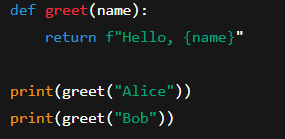 def greet(name):
    return f"Hello, {name}"

print(greet("Alice"))
print(greet("Bob"))